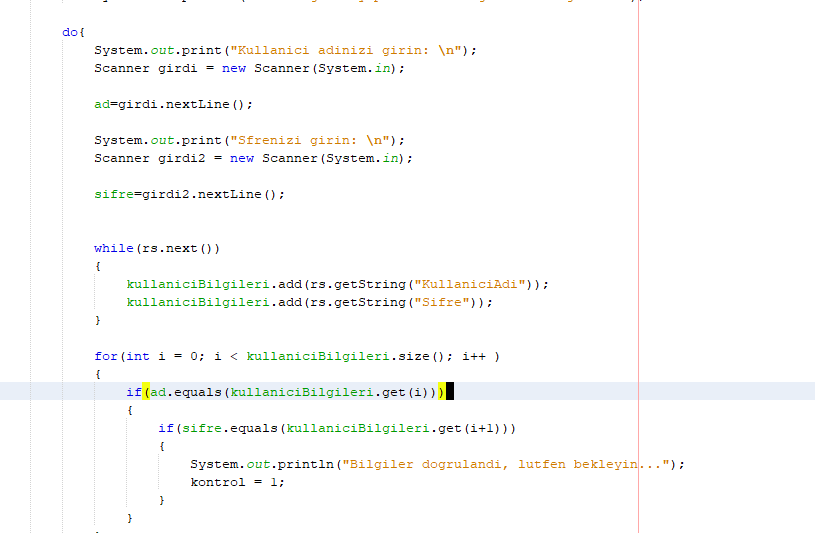 do{
System.out.print("Kullanici adinizi girin: \n");
Scanner girdi = new Scanner(System.in);
ad=girdi.nextLine();
System.out.print("Sfrenizi girin: \n");
Scanner girdi2 = new Scanner(System.in);
sifre=girdi2.nextLine();
while(rs.next())
{
kullaniciBilgileri.add(rs.getString("KullaniciAdi"));
kullaniciBilgileri.add(rs.getString("Sifre"));
}
for(int i = 0; i < kullaniciBilgileri.size(); i++ )
{
if(ad.equals(kullaniciBilgileri.get(i)))
{
if(sifre.equals(kullaniciBilgileri.get(i+1)))
{
System.out.println("Bilgiler dogrulandi, lutfen bekleyin...");
kontrol = 1;
}
}